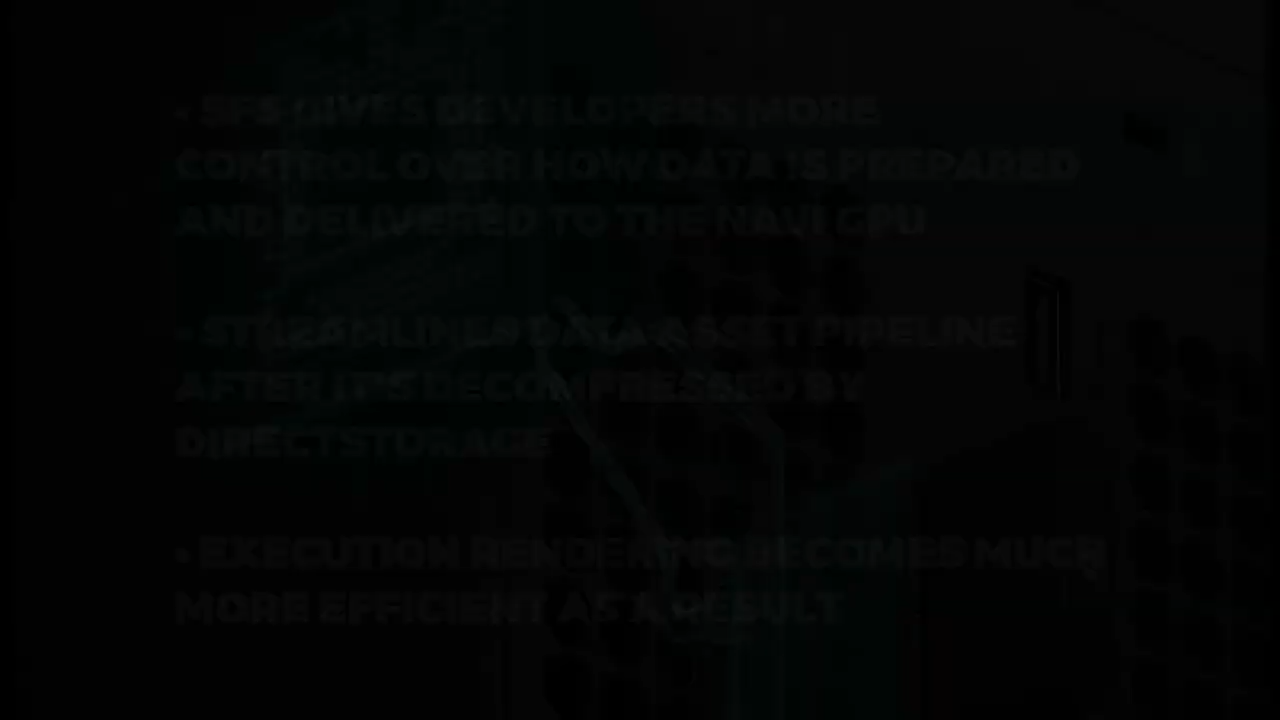 • SFS GIVES DEVELOPERS MORE
CONTROL OVER HOW DATA IS PREPARED
AND DELIVERED TO THE NAVI GPU
• STREAMLINES DATA ASSET PIPELINE
AFTER IT'S DECOMPRESSED BY
DIRECTSTORAGE
• EXECUTION RENDERING BECOMES MUCH
MORE EFFICIENT AS A RESULT